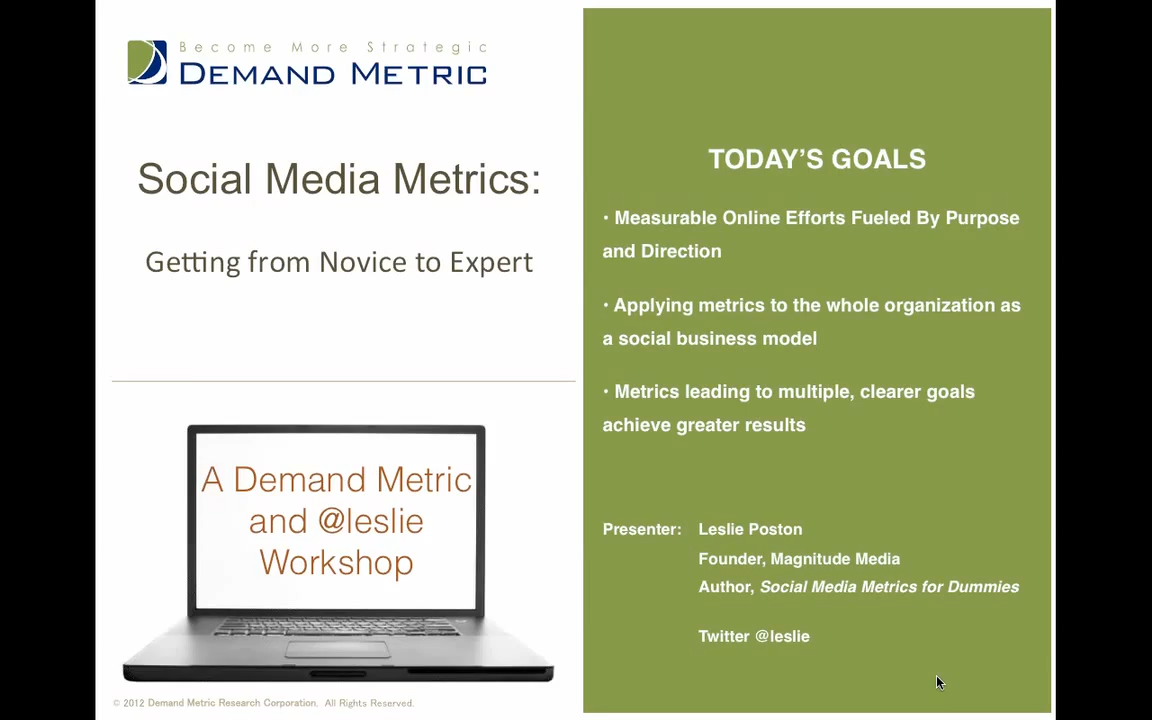 Become More Strategic
DEMAND METRIC
Social Media Metrics:
Getting from Novice to Expert
A Demand Metric
and @leslie
Workshop
© 2012 Demand Metric Research Corporation. All Rights Reserved.
TODAY’S GOALS
· Measurable Online Efforts Fueled By Purpose
and Direction
· Applying metrics to the whole organization as
a social business model
· Metrics leading to multiple, clearer goals
achieve greater results
Presenter: Leslie Poston
Founder, Magnitude Media
Author, Social Media Metrics for Dummies
Twitter @leslie